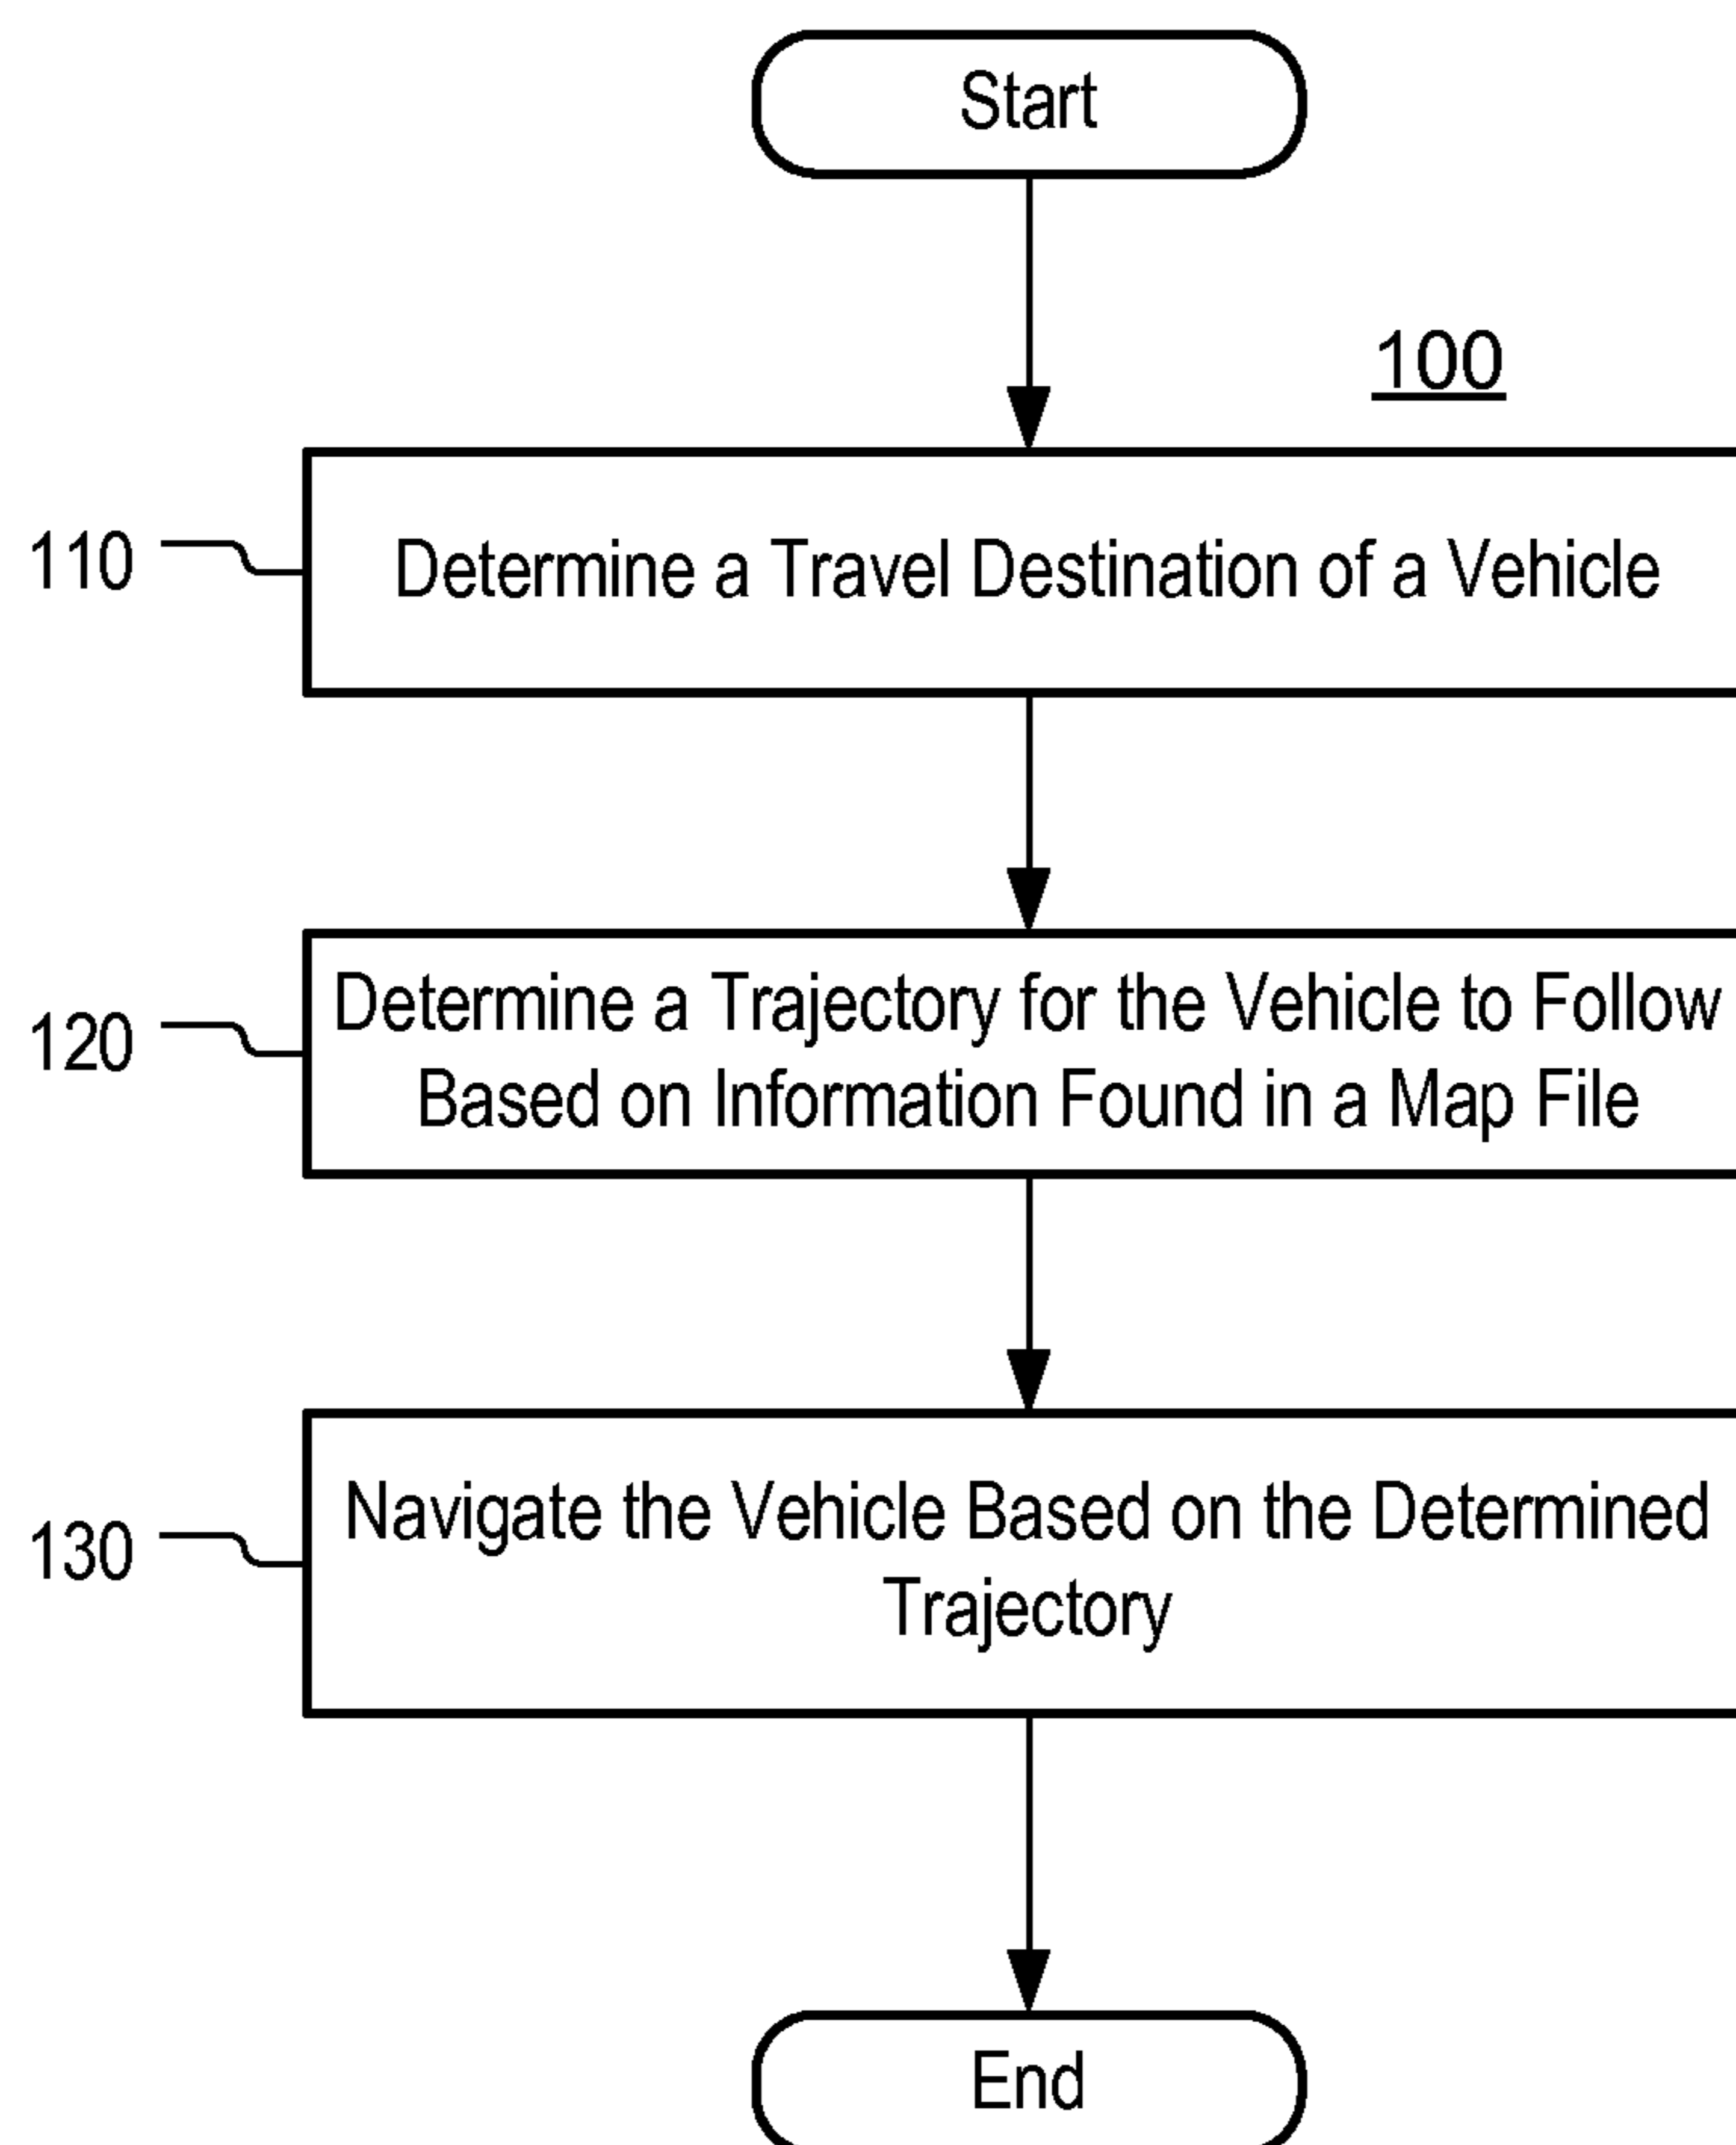 Start
100
110
Determine a Travel Destination of a Vehicle
120
Determine a Trajectory for the Vehicle to Follow
Based on Information Found in a Map File
130
Navigate the Vehicle Based on the Determined
Trajectory
End